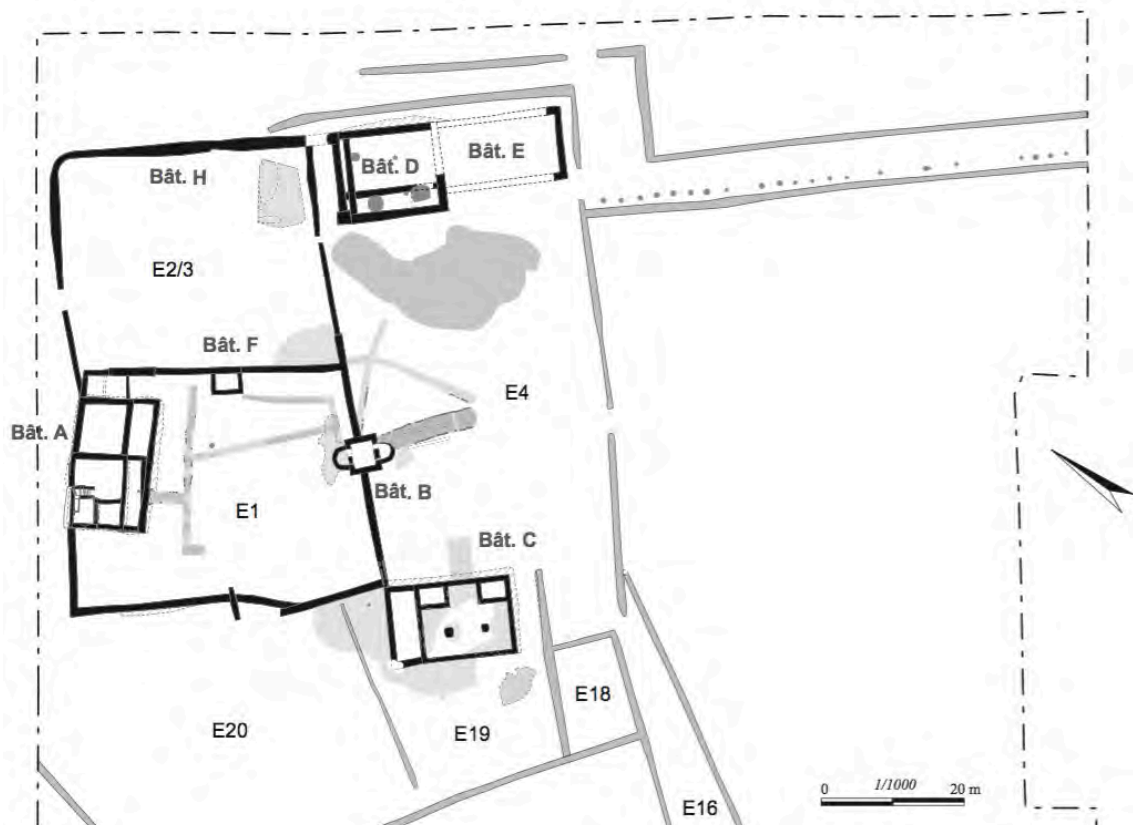 Bât. D
Bât. E
Bât. H
E2/3
Bât. F
E4
Bât. A
Bât. B
E1
Bât. C
E18
E20
E19
0 1/1000 20 m
E16